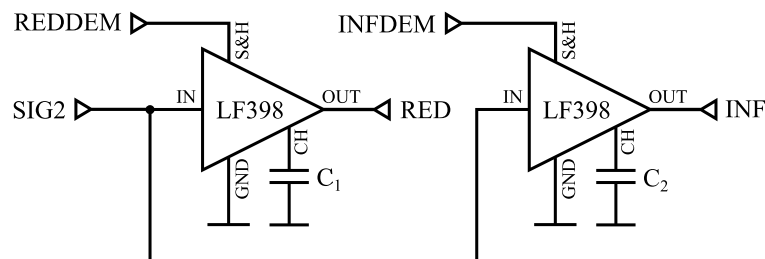 REDDEM
S&H
SIG2
IN
LF398
OUT
RED
CH
GND
C1
INFDEM
S&H
IN
LF398
OUT
INF
CH
GND
C2